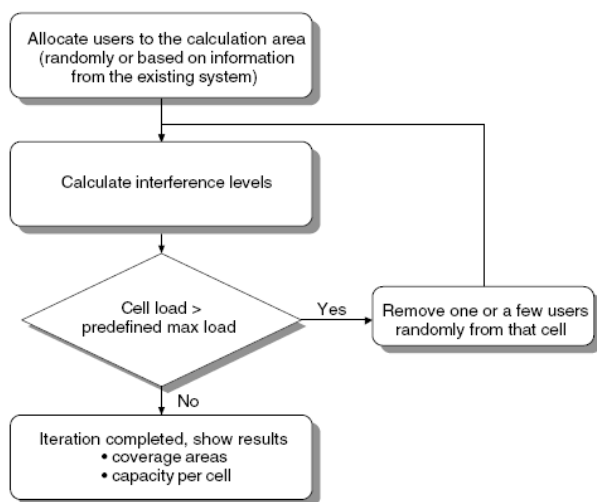 Allocate users to the calculation area
(randomly or based on information
from the existing system)
Calculate interference levels
Cell load >
predefined max load
Yes
Remove one or a few users
randomly from that cell
No
Iteration completed, show results
• coverage areas
• capacity per cell